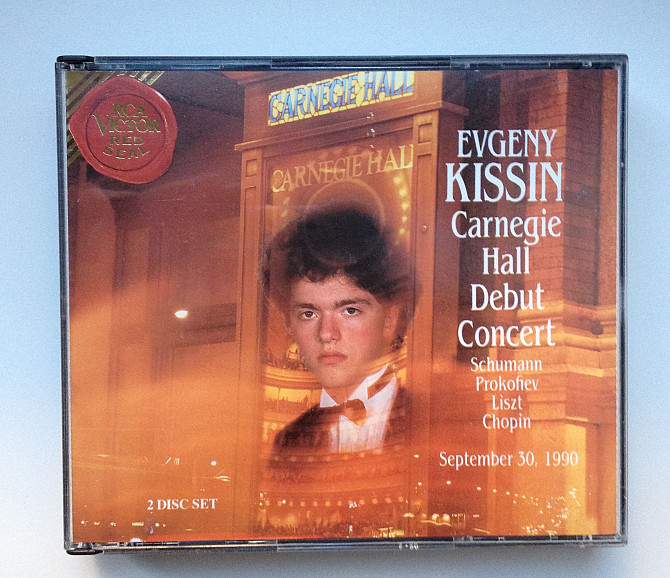 RCA
VICTOR
RED
SEAL
CARNEGIE HALL
CARNEGIE HALL
EVGENY
KISSIN
Carnegie
Hall
Debut
Concert
Schumann
Prokofiev
Liszt
Chopin
September 30, 1990
2 DISC SET